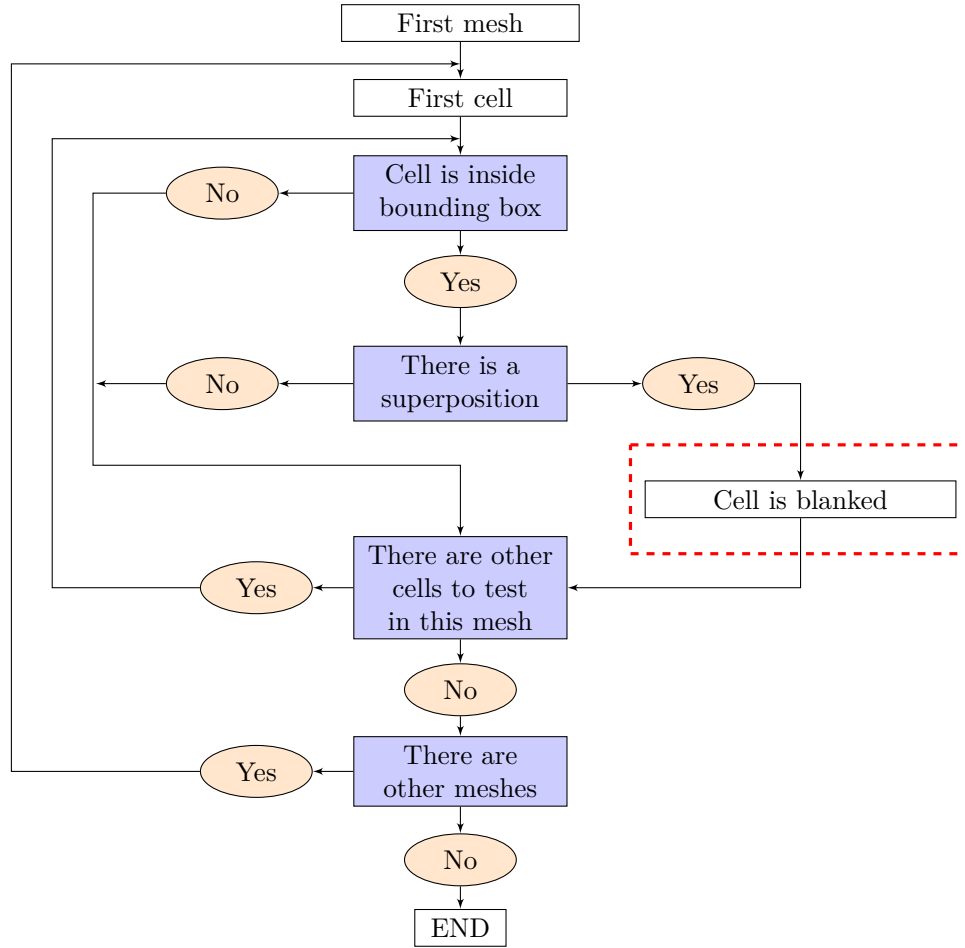 First mesh
First cell
Cell is inside
bounding box
No
Yes
There is a
superposition
No
Yes
Cell is blanked
There are other
cells to test
in this mesh
Yes
No
There are
other meshes
Yes
No
END